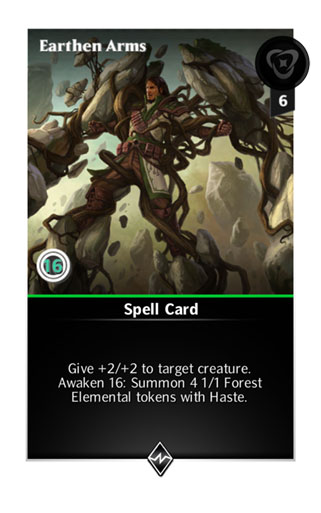 Earthen Arms
6
16
Spell Card
Give +2/+2 to target creature.
Awaken 16: Summon 4 1/1 Forest
Elemental tokens with Haste.